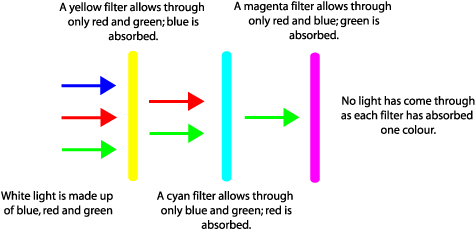 A yellow filter allows through
only red and green; blue is
absorbed.
A magenta filter allows through
only red and blue; green is
absorbed.
No light has come through
as each filter has absorbed
one colour.
White light is made up
of blue, red and green
A cyan filter allows through
only blue and green; red is
absorbed.